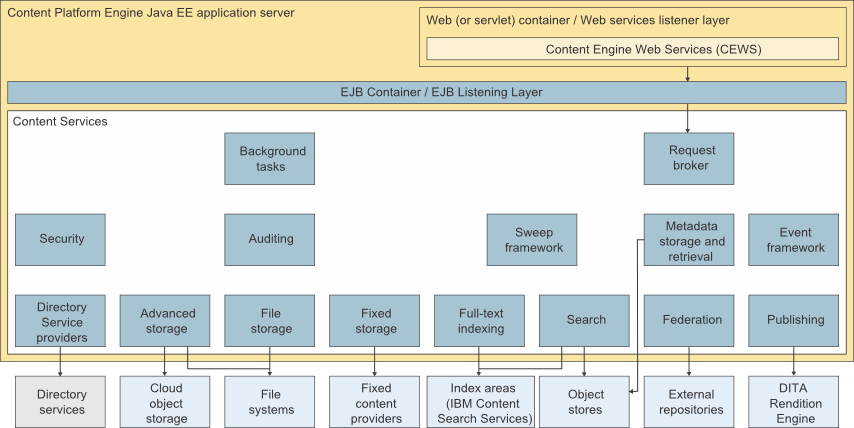 Content Platform Engine Java EE application server
Web (or servlet) container / Web services listener layer
Content Engine Web Services (CEWS)
EJB Container / EJB Listening Layer
Content Services
Background
tasks
Request
broker
Security
Auditing
Sweep
framework
Metadata
storage and
retrieval
Event
framework
Directory
Service
providers
Advanced
storage
File
storage
Fixed
storage
Full-text
indexing
Search
Federation
Publishing
Directory
services
Cloud
object
storage
File
systems
Fixed
content
providers
Index areas
(IBM Content
Search Services)
Object
stores
External
repositories
DITA
Rendition
Engine